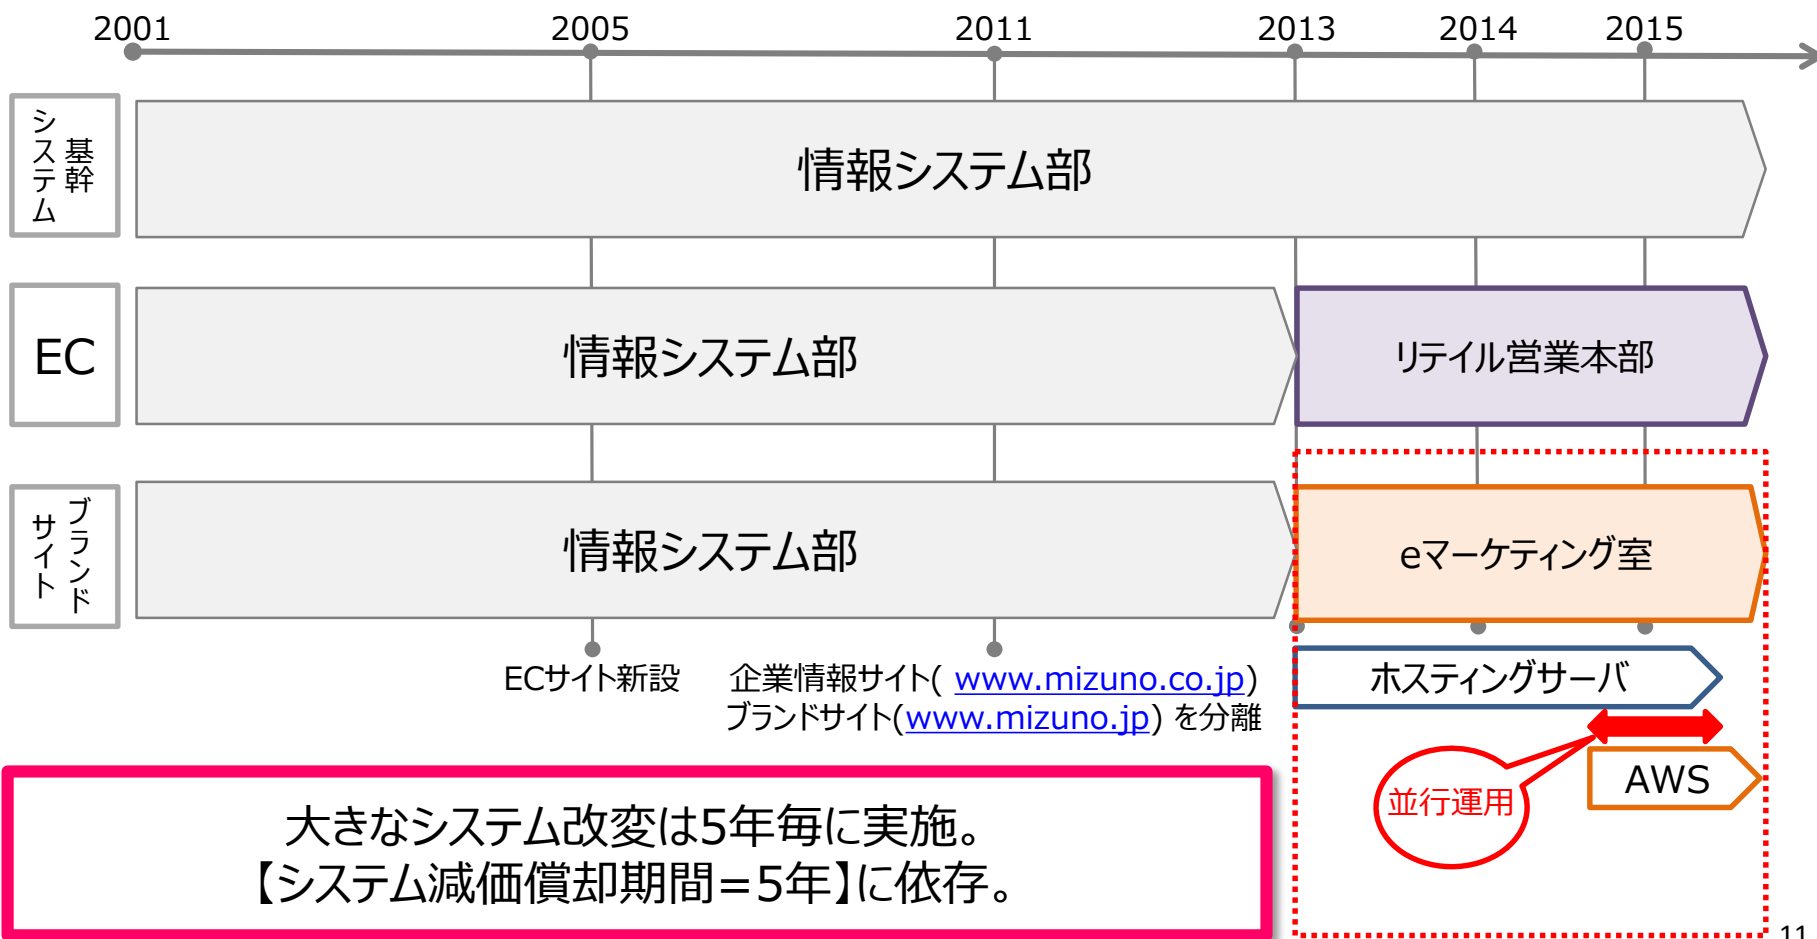 2001 2005 2011 2013 2014 2015
基幹
システム
情報システム部
EC
情報システム部
リテイル営業本部
ブランド
サイト
情報システム部
eマーケティング室
ECサイト新設
企業情報サイト( www.mizuno.co.jp)
ブランドサイト(www.mizuno.jp) を分離
ホスティングサーバ
並行運用
AWS
大きなシステム改変は5年毎に実施。
【システム減価償却期間=5年】に依存。
11